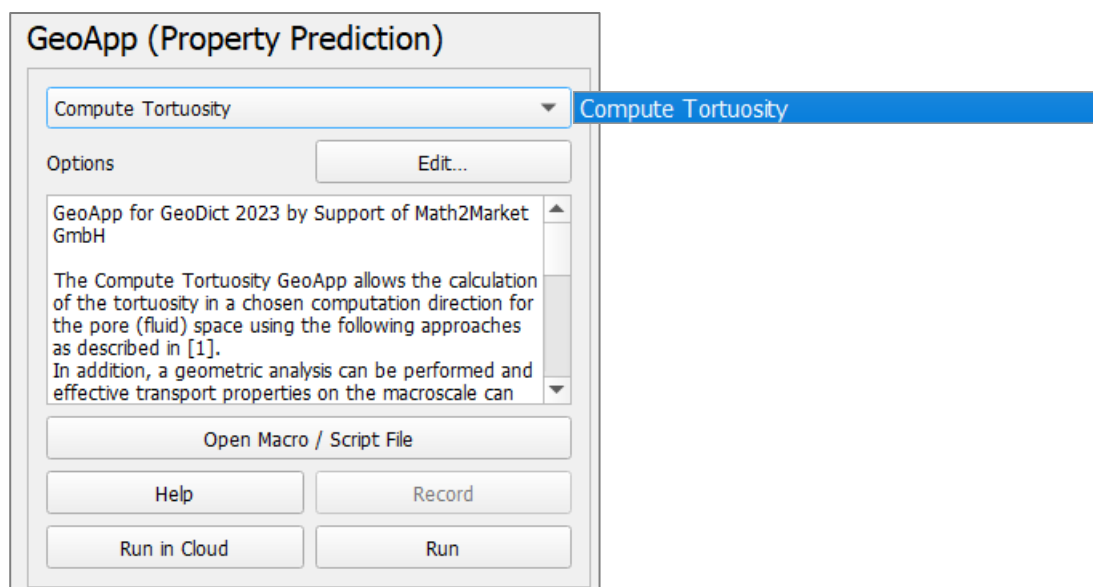 GeoApp (Property Prediction)
Compute Tortuosity
Compute Tortuosity
Options
Edit...
GeoApp for GeoDict 2023 by Support of Math2Market
GmbH
The Compute Tortuosity GeoApp allows the calculation
of the tortuosity in a chosen computation direction for
the pore (fluid) space using the following approaches
as described in [1].
In addition, a geometric analysis can be performed and
effective transport properties on the macroscale can
Open Macro / Script File
Help
Record
Run in Cloud
Run